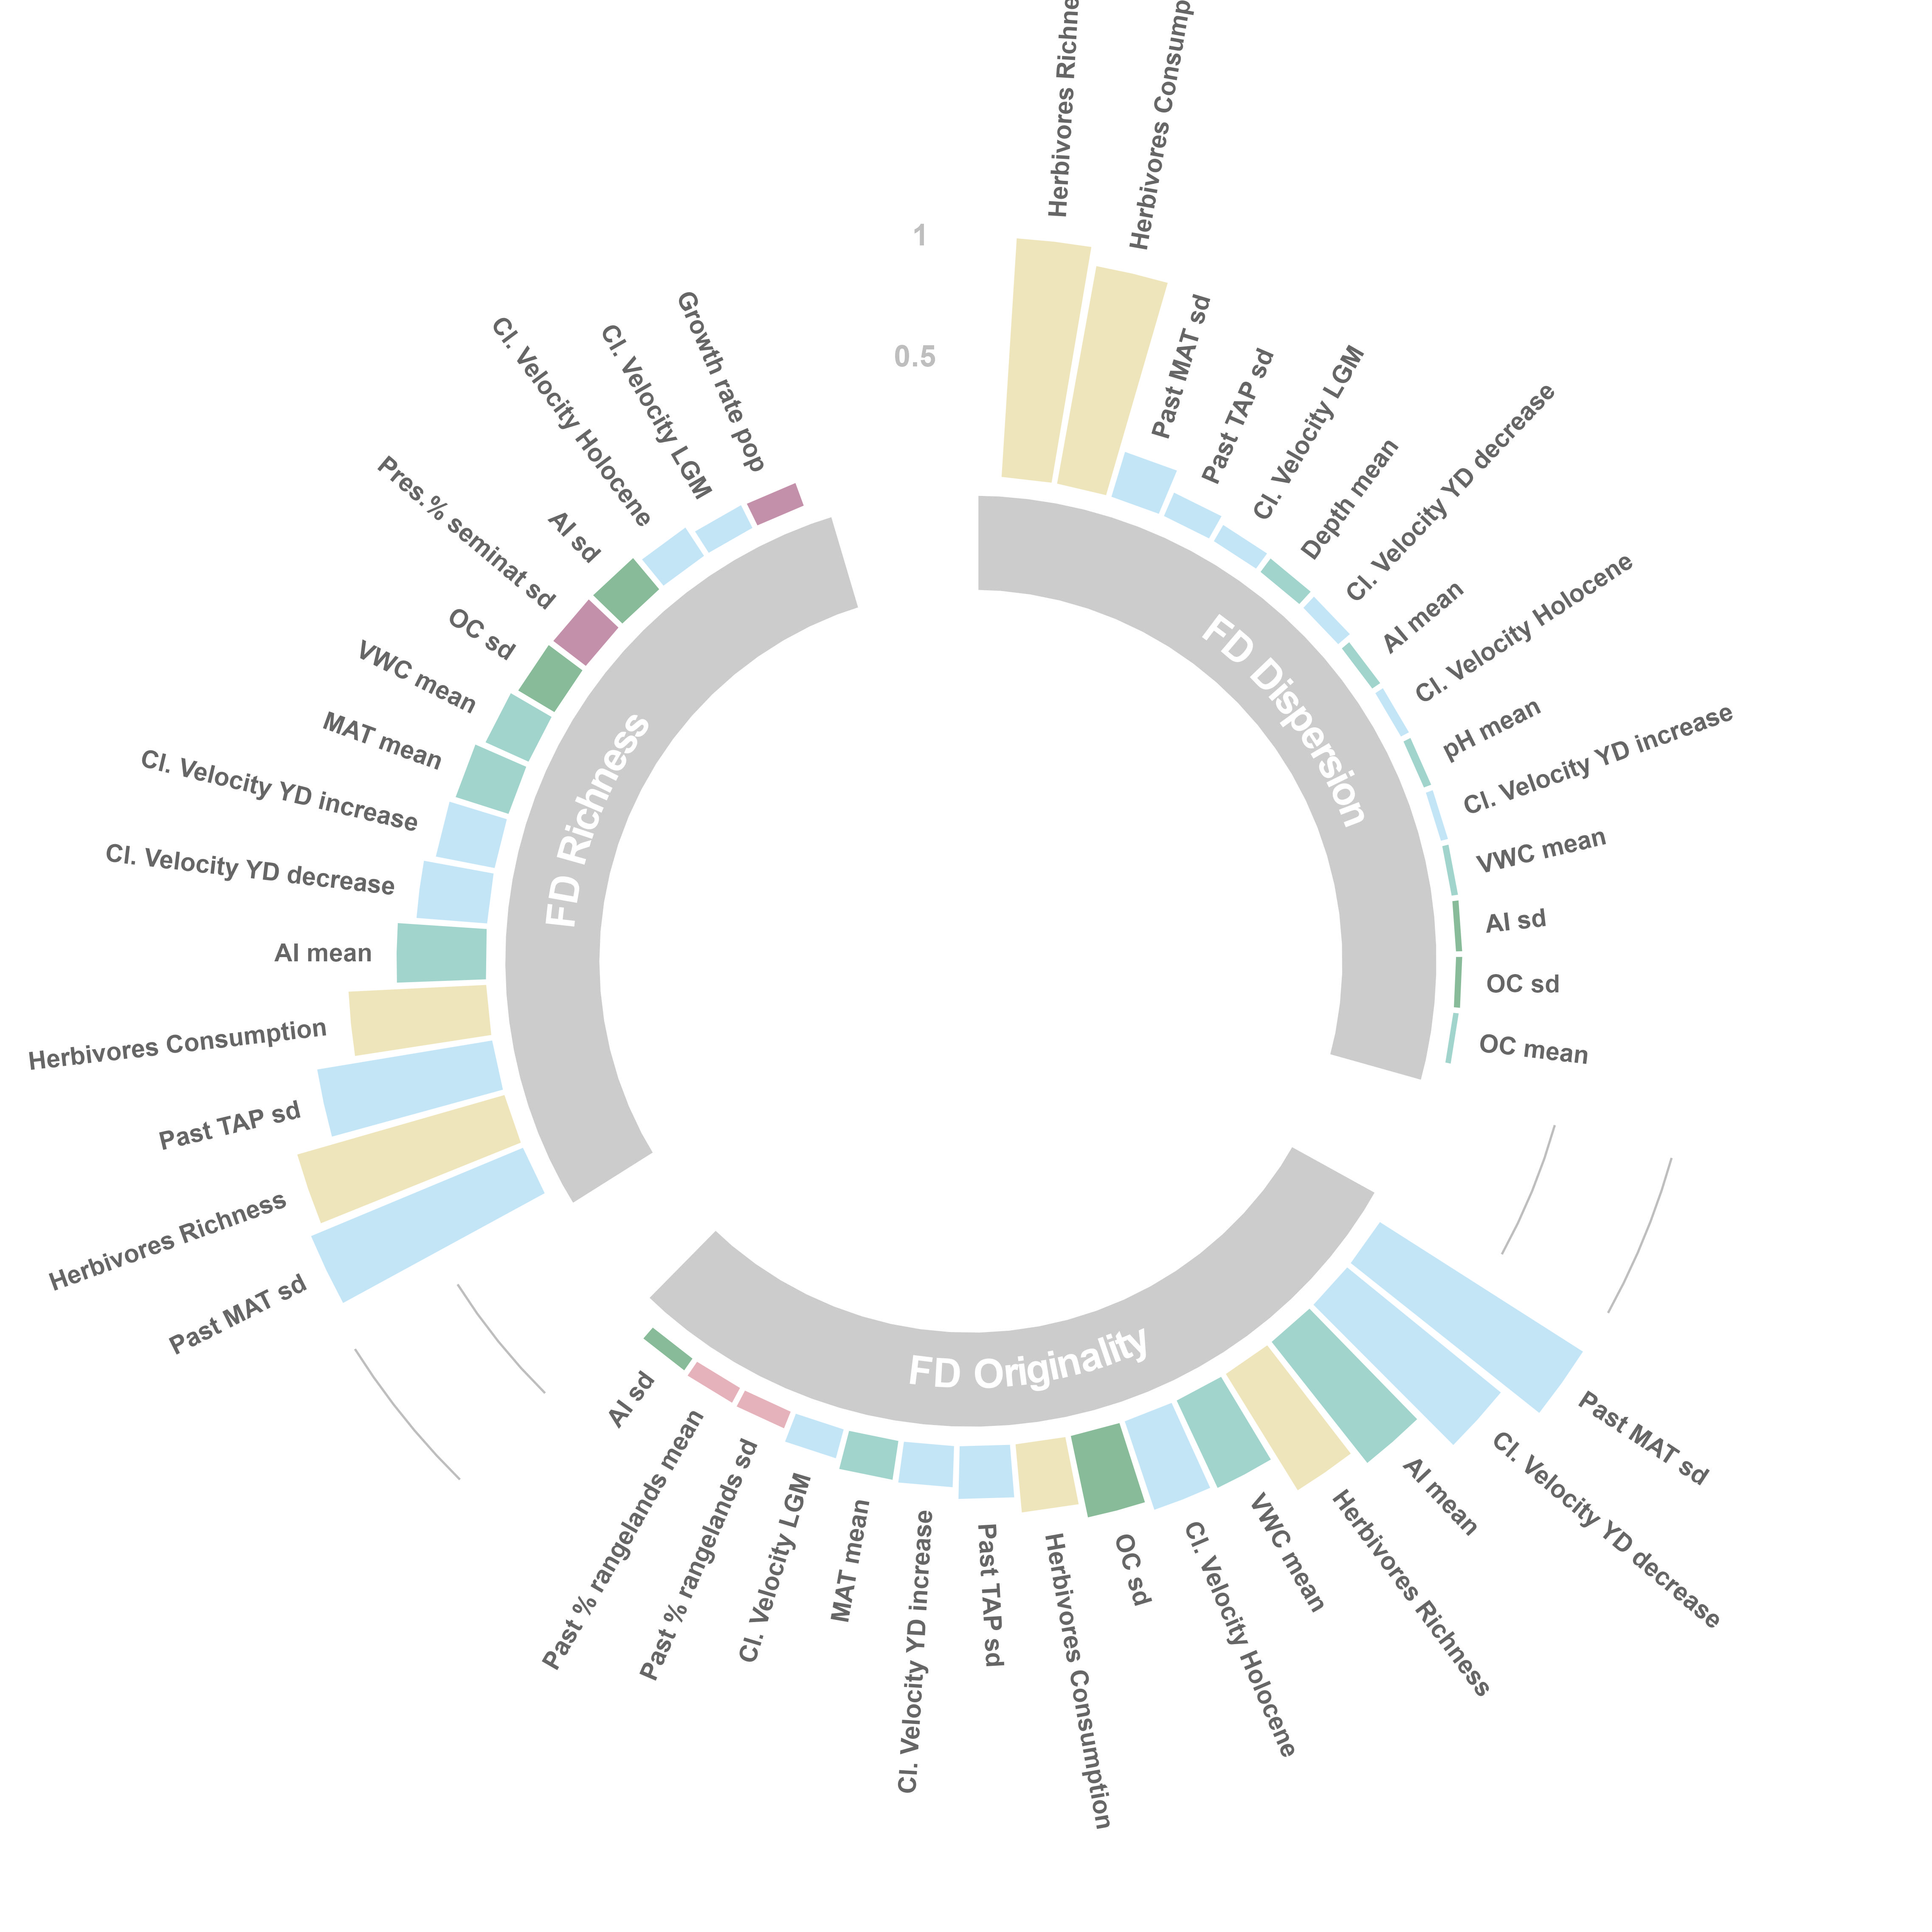 1
0.5
Herbivores Richne
Herbivores Consump
Past MAT sd
Past TAP sd
Cl. Velocity LGM
Depth mean
Cl. Velocity YD decrease
AI mean
Cl. Velocity Holocene
pH mean
Cl. Velocity YD increase
VWC mean
AI sd
OC sd
OC mean
FD Dispersion
Past MAT sd
Cl. Velocity YD decrease
AI mean
Herbivores Richness
VWC mean
Cl. Velocity Holocene
OC sd
Herbivores Consumption
Past TAP sd
Cl. Velocity YD increase
MAT mean
Cl. Velocity LGM
Past % rangelands sd
Past % rangelands mean
AI sd
FD Originality
Past MAT sd
Herbivores Richness
Past TAP sd
Herbivores Consumption
AI mean
Cl. Velocity YD decrease
Cl. Velocity YD increase
MAT mean
VWC mean
OC sd
Pres.% seminat sd
AI sd
Cl. Velocity Holocene
Cl. Velocity LGM
Growth rate pop
FD Richness